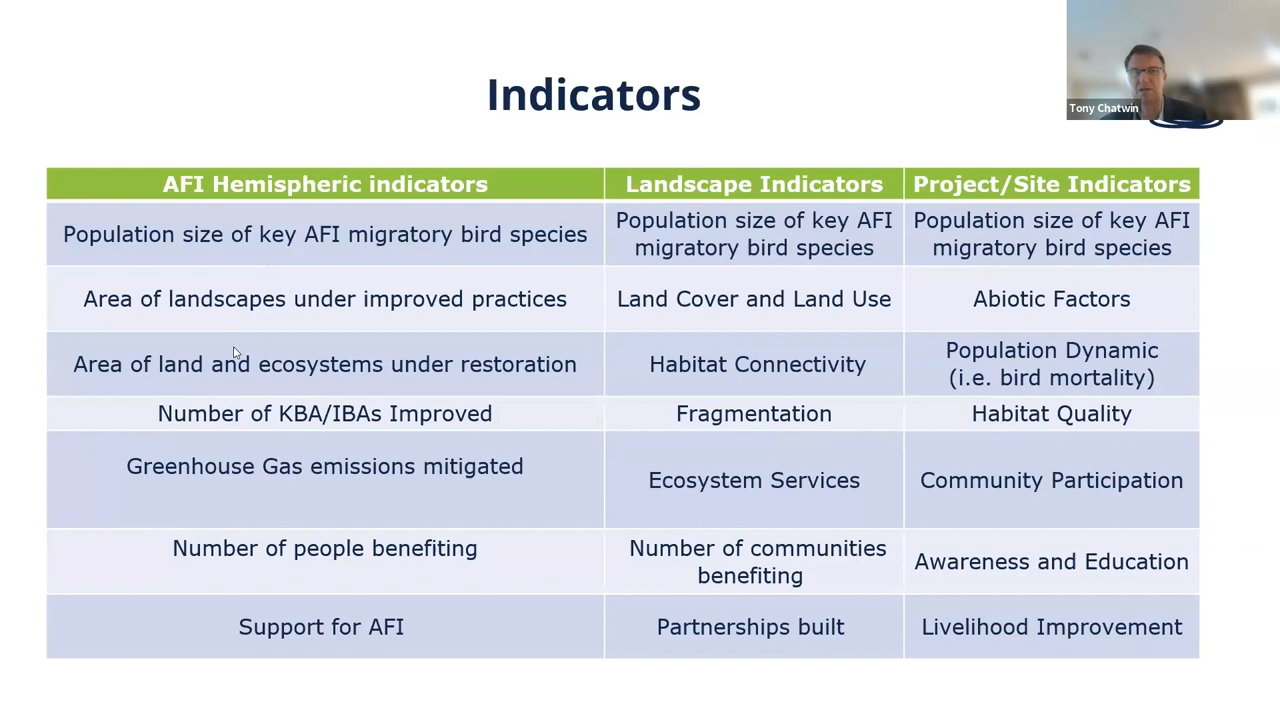 Tony Chatwin
Indicators
AFI Hemispheric indicators
Landscape Indicators
Project/Site Indicators
Population size of key AFI migratory bird species
Population size of key AFI
migratory bird species
Population size of key AFI
migratory bird species
Area of landscapes under improved practices
Land Cover and Land Use
Abiotic Factors
Area of land and ecosystems under restoration
Habitat Connectivity
Population Dynamic
(i.e. bird mortality)
Number of KBA/IBAs Improved
Fragmentation
Habitat Quality
Greenhouse Gas emissions mitigated
Ecosystem Services
Community Participation
Number of people benefiting
Number of communities
benefiting
Awareness and Education
Support for AFI
Partnerships built
Livelihood Improvement